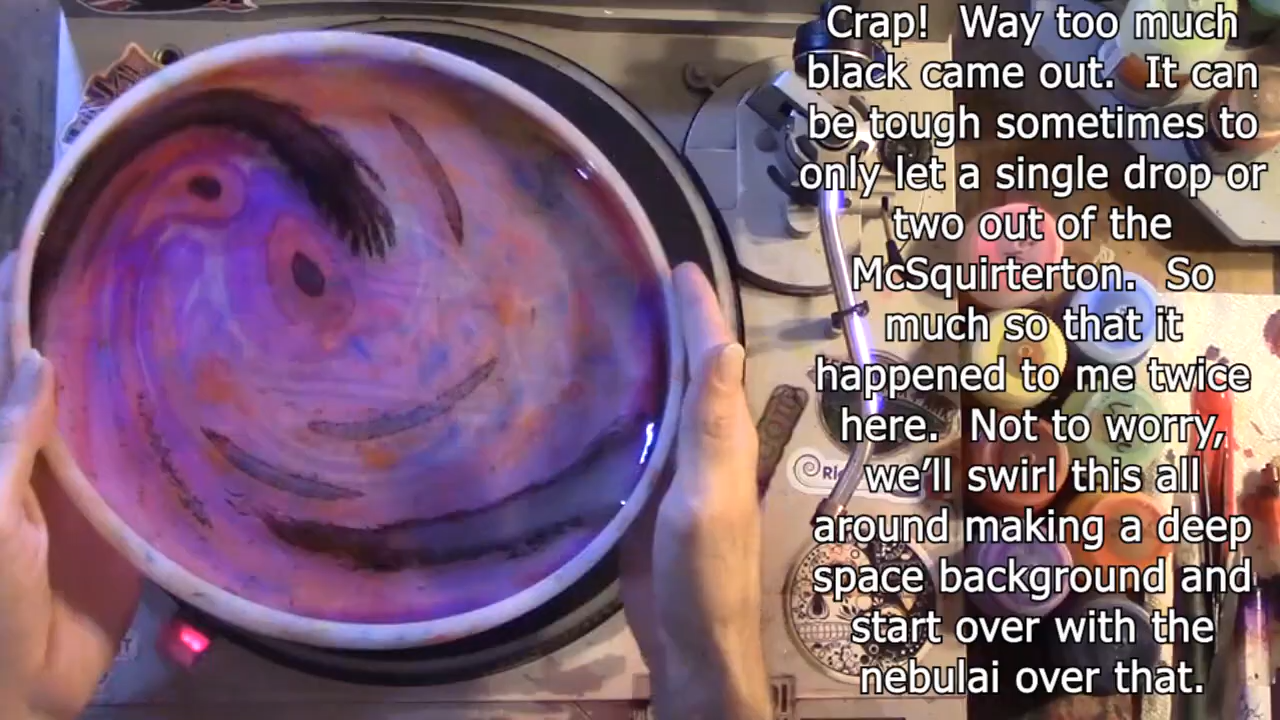 Crap!  Way too much
black came out.  It can
be tough sometimes to
only let a single drop or
two out of the
McSquirterton.  So
much so that it
happened to me twice
here.  Not to worry,
we'll swirl this all
around making a deep
space background and
start over with the
nebulai over that.